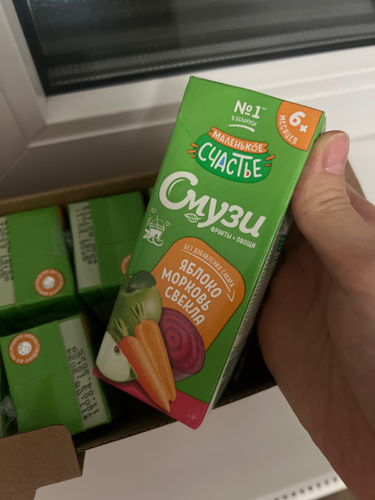 №1**
В БЕЛАРУСИ
6+
МЕСЯЦЕВ
МАЛЕНЬКОЕ
СЧАСТЬЕ
Смузи
ФРУКТЫ • ОВОЩИ
БЕЗ ДОБАВЛЕНИЯ САХАРА
ЯБЛОКО
МОРКОВЬ
СВЕКЛА